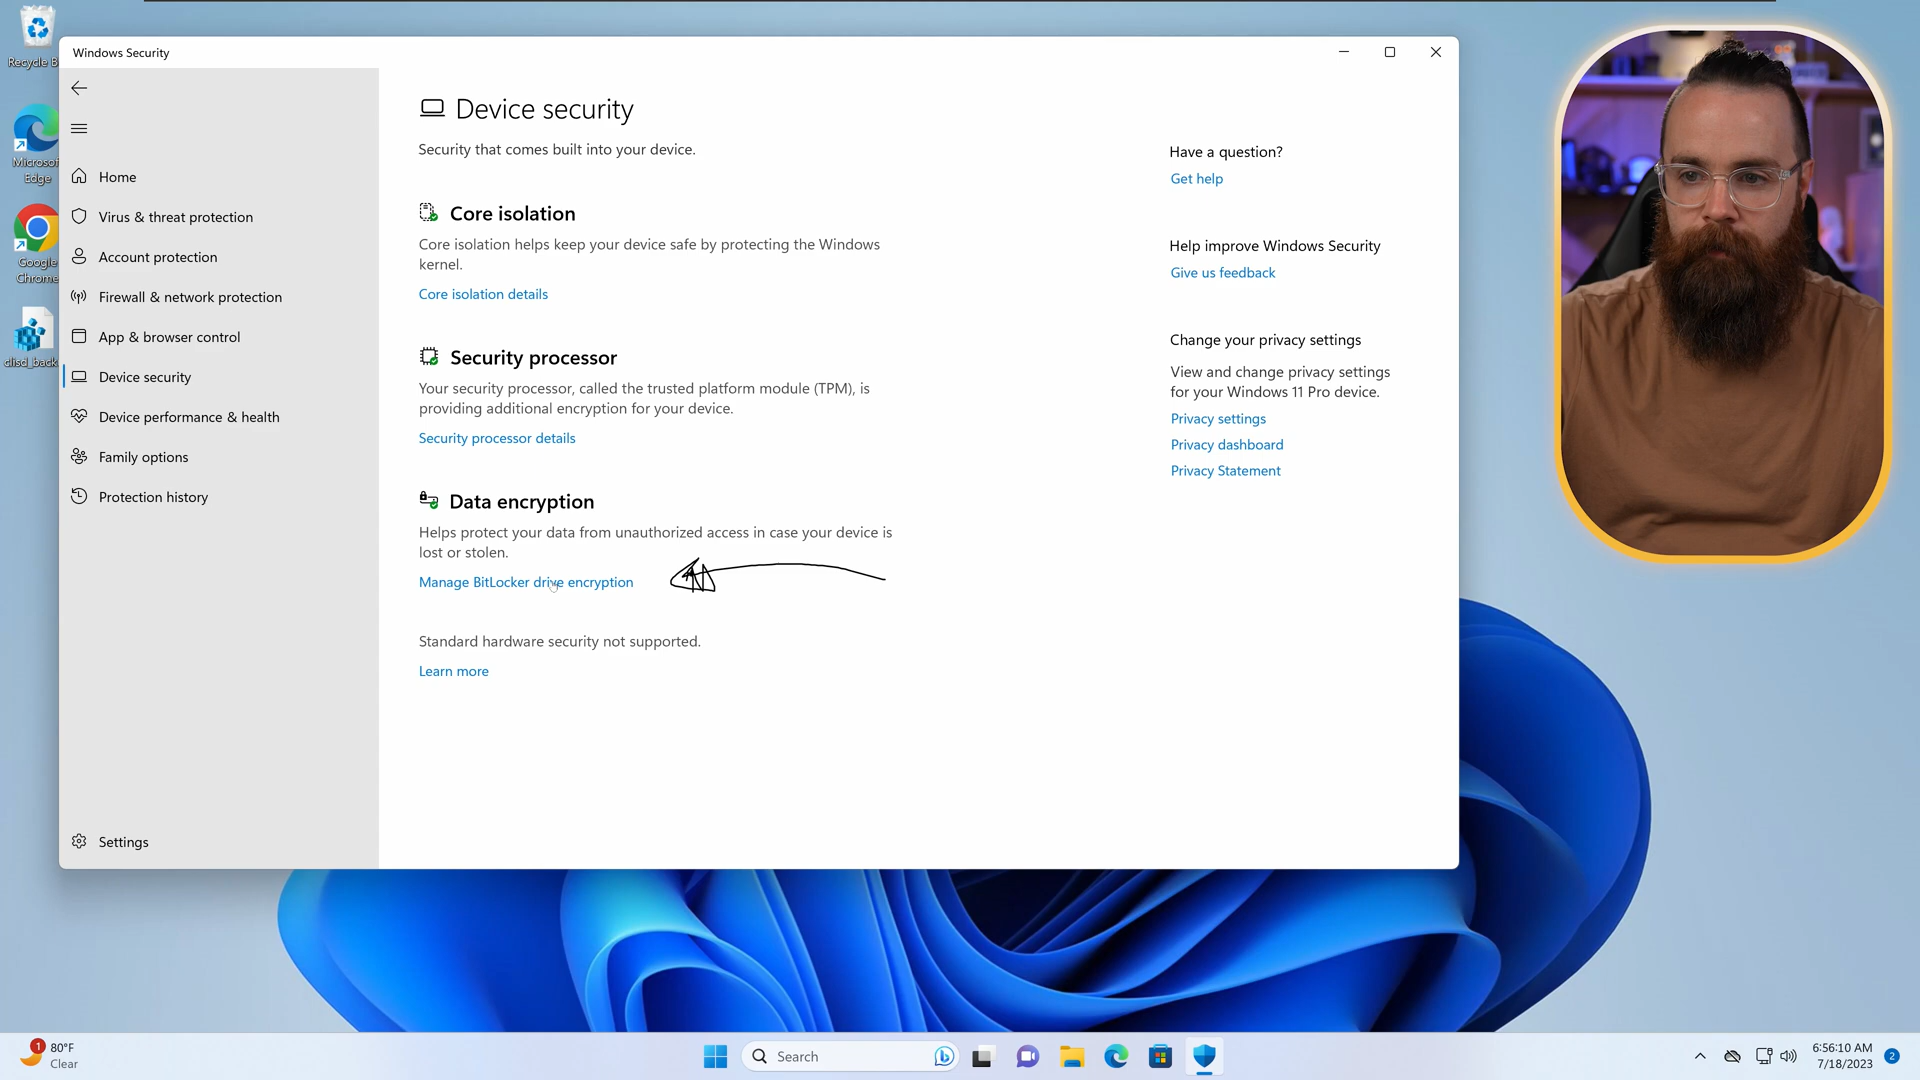 Recycle B
Microsof
Edge
Google
Chrome
clisd_back
Windows Security
Home
Virus & threat protection
Account protection
Firewall & network protection
App & browser control
Device security
Device performance & health
Family options
Protection history
Settings
Device security
Security that comes built into your device.
Core isolation
Core isolation helps keep your device safe by protecting the Windows
kernel.
Core isolation details
Security processor
Your security processor, called the trusted platform module (TPM), is
providing additional encryption for your device.
Security processor details
Data encryption
Helps protect your data from unauthorized access in case your device is
lost or stolen.
Manage BitLocker drive encryption
Standard hardware security not supported.
Learn more
Have a question?
Get help
Help improve Windows Security
Give us feedback
Change your privacy settings
View and change privacy settings
for your Windows 11 Pro device.
Privacy settings
Privacy dashboard
Privacy Statement
1
80°F
Clear
Search
6:56:10 AM
7/18/2023
2